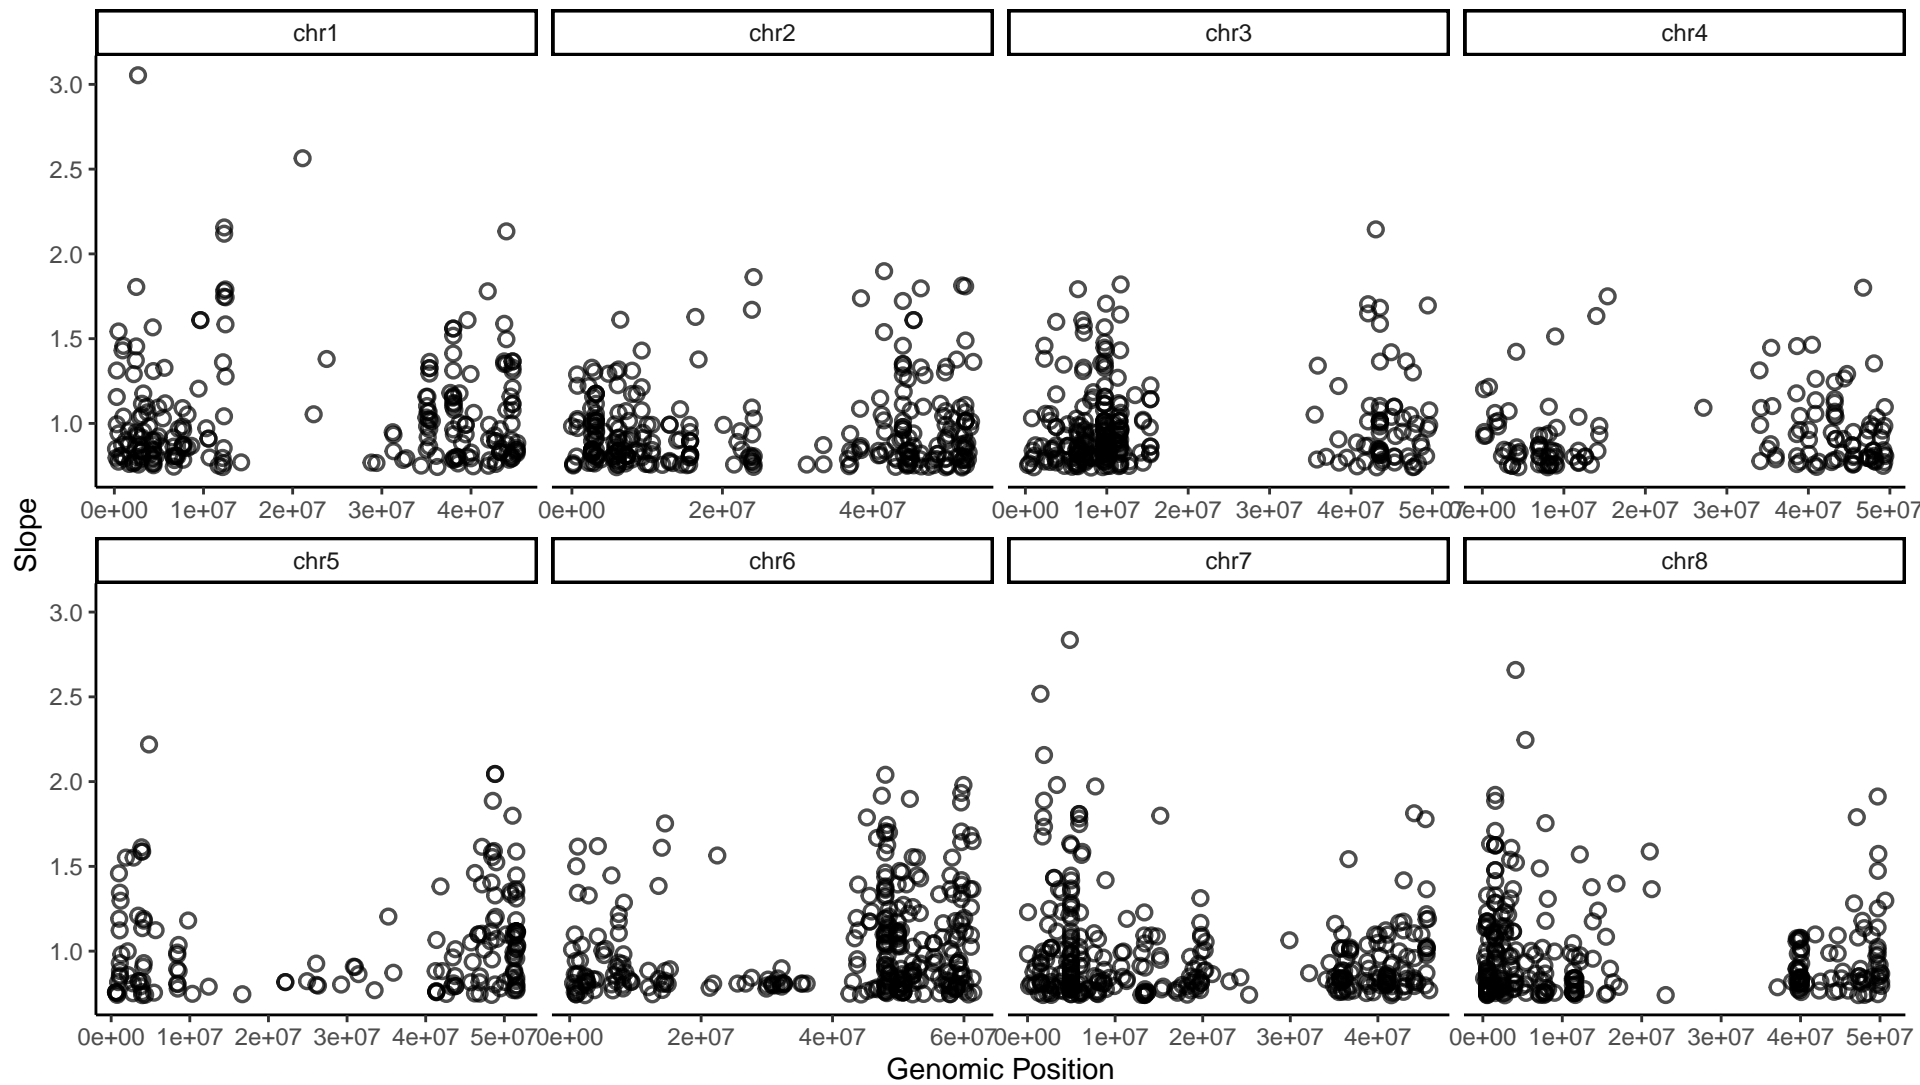 chr1 chr2 chr3 chr4
3.0
2.5
2.0
1.5
1.0
0e+00 1e+07 2e+07 3e+07 4e+07 0e+00 2e+07 4e+07 0e+00 1e+07 2e+07 3e+07 4e+07 5e+07 0e+00 1e+07 2e+07 3e+07 4e+07 5e+07
Slope
chr5 chr6 chr7 chr8
3.0
2.5
2.0
1.5
1.0
0e+00 1e+07 2e+07 3e+07 4e+07 5e+07 0e+00 2e+07 4e+07 6e+07 0e+00 1e+07 2e+07 3e+07 4e+07 0e+00 1e+07 2e+07 3e+07 4e+07 5e+07
Genomic Position